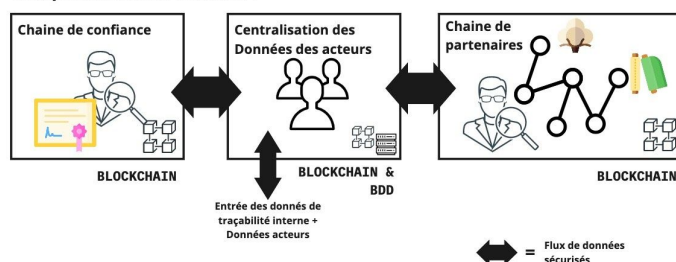 Chaine de confiance
BLOCKCHAIN
Centralisation des
Données des acteurs
BLOCKCHAIN &
BDD
Entrée des donnés de
traçabilité interne +
Données acteurs
Chaine de
partenaires
BLOCKCHAIN
= Flux de données
sécurisés